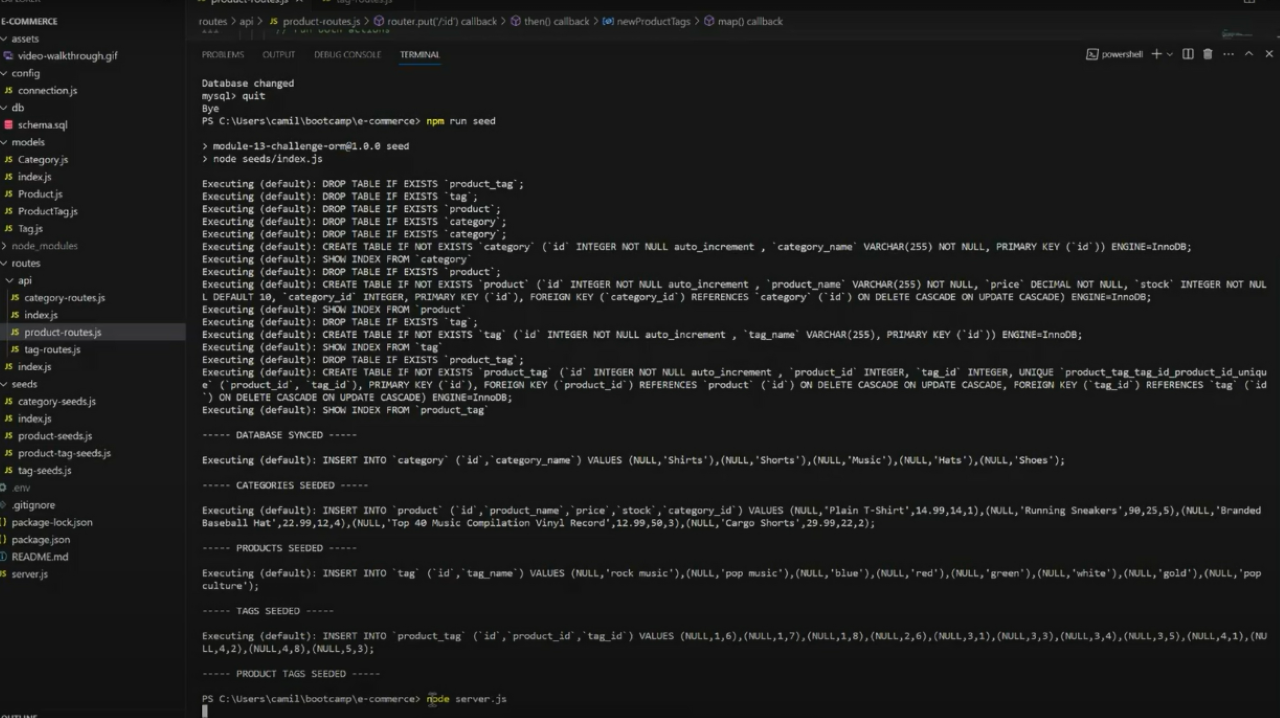 E-COMMERCE
assets
video-walkthrough.gif
config
connection.js
db
schema.sql
models
Category.js
index.js
Product.js
ProductTag.js
Tag.js
node_modules
routes
api
category-routes.js
index.js
product-routes.js
tag-routes.js
index.js
seeds
category-seeds.js
index.js
product-seeds.js
product-tag-seeds.js
tag-seeds.js
.env
.gitignore
package-lock.json
package.json
README.md
server.js
routes > api > JS product-routes.js > router.put('/:id') callback > then() callback > newProductTags > map() callback
PROBLEMS OUTPUT DEBUG CONSOLE TERMINAL powershell
Database changed
mysql> quit
Bye
PS C:\Users\camil\bootcamp\e-commerce> npm run seed
> module-13-challenge-orm@1.0.0 seed
> node seeds/index.js
Executing (default): DROP TABLE IF EXISTS `product_tag`;
Executing (default): DROP TABLE IF EXISTS `tag`;
Executing (default): DROP TABLE IF EXISTS `product`;
Executing (default): DROP TABLE IF EXISTS `category`;
Executing (default): DROP TABLE IF EXISTS `category`;
Executing (default): CREATE TABLE IF NOT EXISTS `category` (`id` INTEGER NOT NULL auto_increment , `category_name` VARCHAR(255) NOT NULL, PRIMARY KEY (`id`)) ENGINE=InnoDB;
Executing (default): SHOW INDEX FROM `category`
Executing (default): DROP TABLE IF EXISTS `product`;
Executing (default): CREATE TABLE IF NOT EXISTS `product` (`id` INTEGER NOT NULL auto_increment , `product_name` VARCHAR(255) NOT NULL, `price` DECIMAL NOT NULL, `stock` INTEGER NOT NUL
L DEFAULT 10, `category_id` INTEGER, PRIMARY KEY (`id`), FOREIGN KEY (`category_id`) REFERENCES `category` (`id`) ON DELETE CASCADE ON UPDATE CASCADE) ENGINE=InnoDB;
Executing (default): SHOW INDEX FROM `product`
Executing (default): DROP TABLE IF EXISTS `tag`;
Executing (default): CREATE TABLE IF NOT EXISTS `tag` (`id` INTEGER NOT NULL auto_increment , `tag_name` VARCHAR(255), PRIMARY KEY (`id`)) ENGINE=InnoDB;
Executing (default): SHOW INDEX FROM `tag`
Executing (default): DROP TABLE IF EXISTS `product_tag`;
Executing (default): CREATE TABLE IF NOT EXISTS `product_tag` (`id` INTEGER NOT NULL auto_increment , `product_id` INTEGER, `tag_id` INTEGER, UNIQUE `product_tag_tag_id_product_id_uniqu
e` (`product_id`, `tag_id`), PRIMARY KEY (`id`), FOREIGN KEY (`product_id`) REFERENCES `product` (`id`) ON DELETE CASCADE ON UPDATE CASCADE, FOREIGN KEY (`tag_id`) REFERENCES `tag` (`id
`) ON DELETE CASCADE ON UPDATE CASCADE) ENGINE=InnoDB;
Executing (default): SHOW INDEX FROM `product_tag`
----- DATABASE SYNCED -----
Executing (default): INSERT INTO `category` (`id`,`category_name`) VALUES (NULL,'Shirts'),(NULL,'Shorts'),(NULL,'Music'),(NULL,'Hats'),(NULL,'Shoes');
----- CATEGORIES SEEDED -----
Executing (default): INSERT INTO `product` (`id`,`product_name`,`price`,`stock`,`category_id`) VALUES (NULL,'Plain T-Shirt',14.99,14,1),(NULL,'Running Sneakers',90,25,5),(NULL,'Branded
Baseball Hat',22.99,12,4),(NULL,'Top 40 Music Compilation Vinyl Record',12.99,50,3),(NULL,'Cargo Shorts',29.99,22,2);
----- PRODUCTS SEEDED -----
Executing (default): INSERT INTO `tag` (`id`,`tag_name`) VALUES (NULL,'rock music'),(NULL,'pop music'),(NULL,'blue'),(NULL,'red'),(NULL,'green'),(NULL,'white'),(NULL,'gold'),(NULL,'pop
culture');
----- TAGS SEEDED -----
Executing (default): INSERT INTO `product_tag` (`id`,`product_id`,`tag_id`) VALUES (NULL,1,6),(NULL,1,7),(NULL,1,8),(NULL,2,6),(NULL,3,1),(NULL,3,3),(NULL,3,4),(NULL,3,5),(NULL,4,1),(NU
LL,4,2),(NULL,4,8),(NULL,5,3);
----- PRODUCT TAGS SEEDED -----
PS C:\Users\camil\bootcamp\e-commerce> node server.js